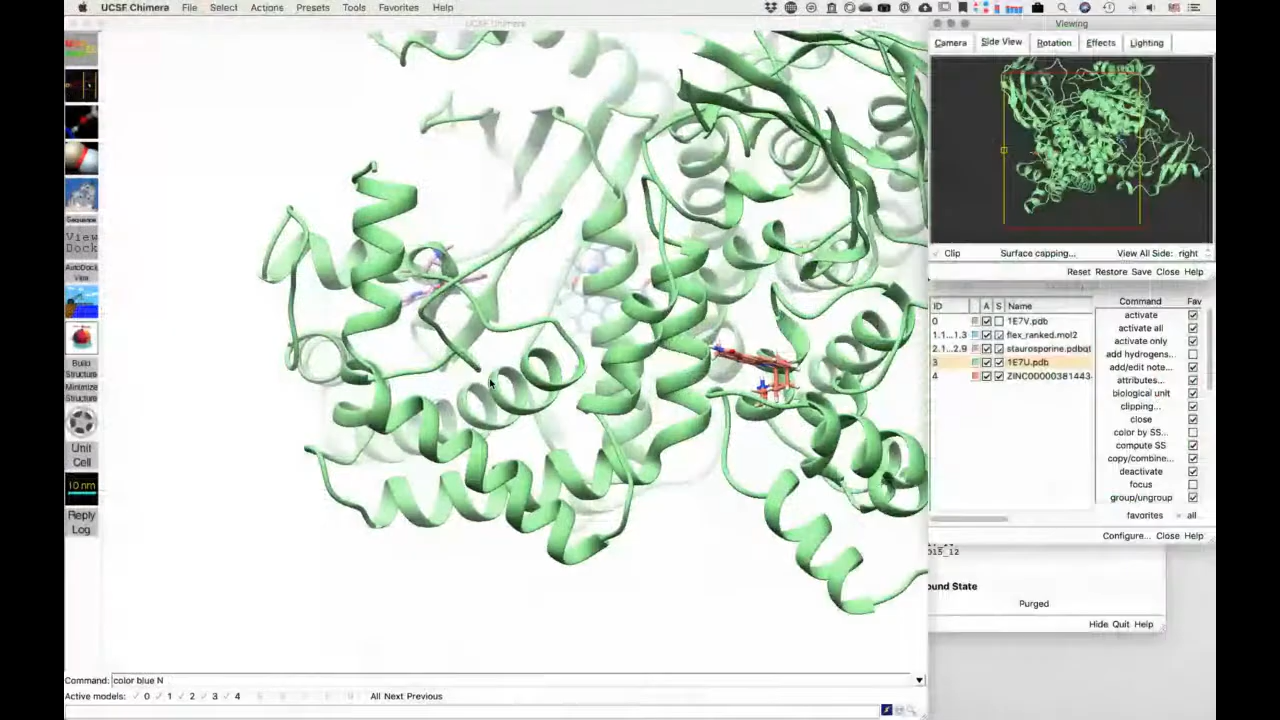 UCSF Chimera File Select Actions Presets Tools Favorites Help
UCSF Chimera
Viewing
Camera Side View Rotation Effects Lighting
Clip Surface capping... View All Side: right
Reset Restore Save Close Help
Sequence
View
Dock
AutoDock
View
Build
Structure
Minimize
Structure
Unit
Cell
10 nm
Reply
Log
ID A S Name
0 1E7V.pdb
1.1...1.3 flex_ranked.mol2
2.1...2.9 staurosporine.pdbqt
3 1E7U.pdb
4 ZINC00000381443.
Command Fav
activate
activate all
activate only
add hydrogens...
add/edit note...
attributes...
biological unit
clipping...
close
color by SS...
compute SS
copy/combine...
deactivate
focus
group/ungroup
favorites all
Configure... Close Help
015_12
ound State
Purged
Hide Quit Help
Command: color blue N
Active models: 0 1 2 3 4 All Next Previous